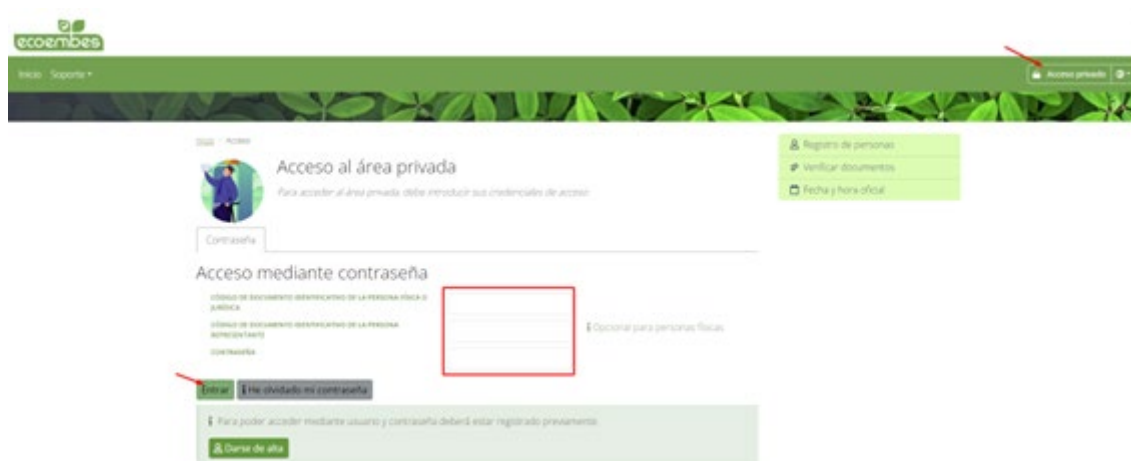 ecoembes
Inicio Soporte
Acceso privado
Inicio Acceso
Acceso al área privada
Para acceder al área privada, debe introducir sus credenciales de acceso
Registro de personas
Verificar documentos
Fecha y hora oficial
Contraseña
Acceso mediante contraseña
CÓDIGO DE DOCUMENTO IDENTIFICATIVO DE LA PERSONA FÍSICA O
JURÍDICA
CÓDIGO DE DOCUMENTO IDENTIFICATIVO DE LA PERSONA
REPRESENTANTE
Opcional para personas físicas
CONTRASEÑA
Entrar He olvidado mi contraseña
Para poder acceder mediante usuario y contraseña deberá estar registrado previamente.
Darse de alta